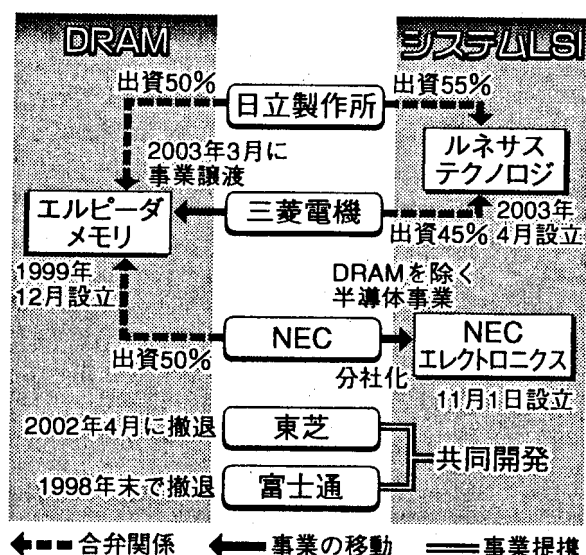 DRAM
システムLSI
出資50%
出資55%
日立製作所
2003年3月に
事業譲渡
ルネサス
テクノロジ
エルピーダ
メモリ
三菱電機
出資45%
2003年
4月設立
1999年
12月設立
DRAMを除く
半導体事業
NEC
NEC
エレクトロニクス
出資50%
分社化
11月1日設立
2002年4月に撤退
東芝
共同開発
1998年末で撤退
富士通
合弁関係
事業の移動
事業提携